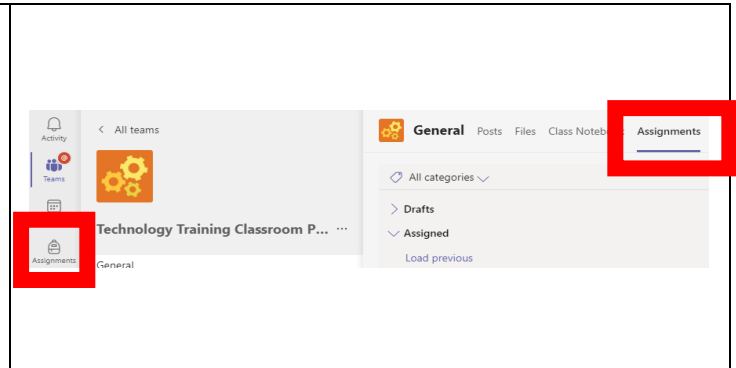 Activity
Teams
Assignments
All teams
Technology Training Classroom P... ...
General
General Posts Files Class Assignments
All categories
Drafts
Assigned
Load previous